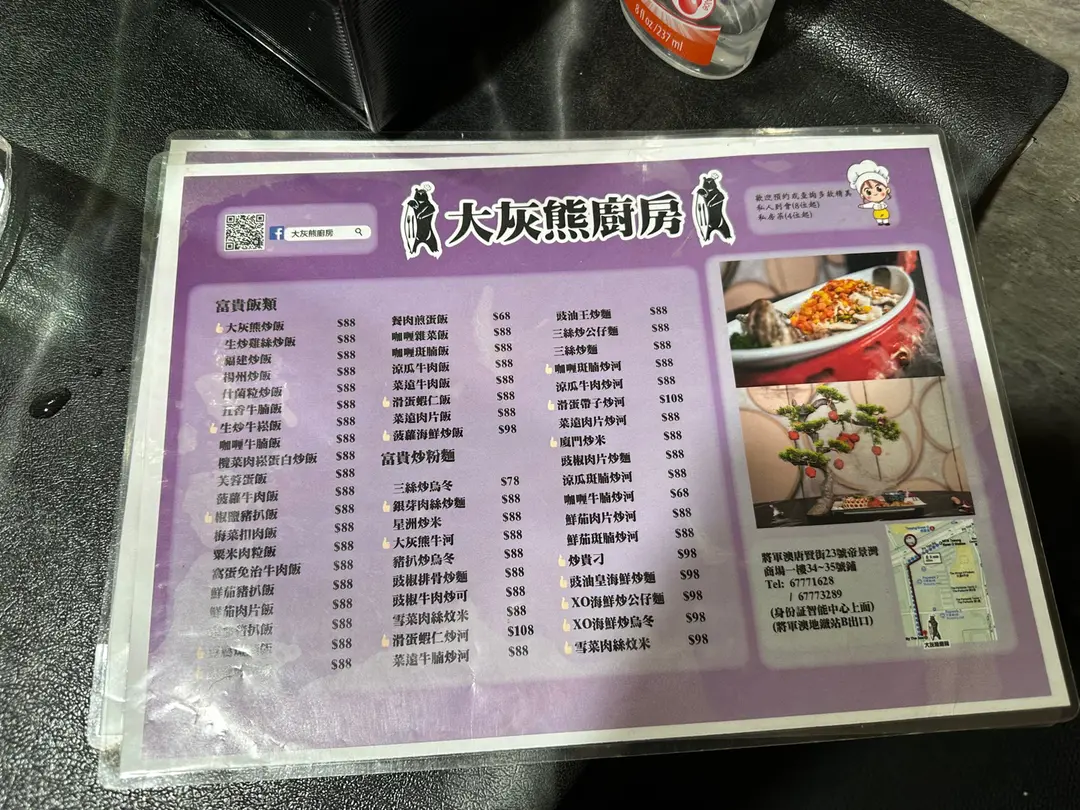 8 fl oz/237 ml
大灰熊廚房
大灰熊廚房
歡迎預約或查詢多款精美
私人到會(8位起)
私房菜(4位起)
富貴飯類
大灰熊炒飯 $88
生炒雞絲炒飯 $88
福建炒飯 $88
揚州炒飯 $88
什菌粒炒飯 $88
五香牛腩飯 $88
生炒牛崧飯 $88
咖喱牛腩飯 $88
欖菜肉崧蛋白炒飯 $88
芙蓉蛋飯 $88
菠蘿牛肉飯 $88
椒鹽豬扒飯 $88
海菜扣肉飯 $88
粟米肉粒飯 $88
窩蛋免治牛肉飯 $88
鮮茄豬扒飯 $88
鮮茄肉片飯 $88
豬扒飯 $88
飯 $88
$88
餐肉煎蛋飯 $68
咖喱雜菜飯 $88
咖喱斑腩飯 $88
涼瓜牛肉飯 $88
菜遠牛肉飯 $88
滑蛋蝦仁飯 $88
菜遠肉片飯 $88
菠蘿海鮮炒飯 $98
富貴炒粉麵
三絲炒烏冬 $78
銀芽肉絲炒麵 $88
星洲炒米 $88
大灰熊牛河 $88
豬扒炒烏冬 $88
豉椒排骨炒麵 $88
豉椒牛肉炒可 $88
雪菜肉絲炆米 $88
滑蛋蝦仁炒河 $108
菜遠牛腩炒河 $88
豉油王炒麵 $88
三絲炒公仔麵 $88
三絲炒麵 $88
咖喱斑腩炒河 $88
涼瓜牛肉炒河 $88
滑蛋帶子炒河 $108
菜遠肉片炒河 $88
廈門炒米 $88
豉椒肉片炒麵 $88
涼瓜斑腩炒河 $88
咖喱牛腩炒河 $68
鮮茄肉片炒河 $88
鮮茄斑腩炒河 $88
炒貴刁 $98
豉油皇海鮮炒麵 $98
XO海鮮炒公仔麵 $98
XO海鮮炒烏冬 $98
雪菜肉絲炆米 $98
將軍澳唐賢街23號帝景灣
商場一樓34~35號鋪
Tel: 67771628
/ 67773289
(身份証智能中心上面)
(將軍澳地鐵站B出口)
大灰熊廚房